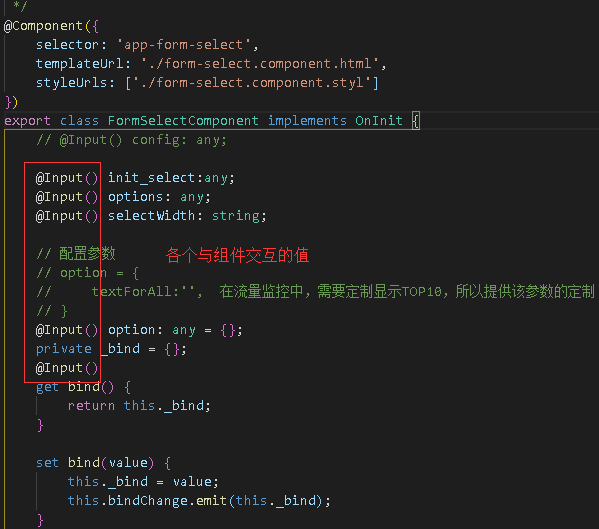 */
@Component({
selector: 'app-form-select',
templateUrl: './form-select.component.html',
styleUrls: ['./form-select.component.styl']
})
export class FormSelectComponent implements OnInit {
// @Input() config: any;
@Input() init_select:any;
@Input() options: any;
@Input() selectWidth: string;
// 配置参数 各个与组件交互的值
// option = {
// textForAll:'', 在流量监控中，需要定制显示TOP10，所以提供该参数的定制
// }
@Input() option: any = {};
private _bind = {};
@Input()
get bind() {
return this._bind;
}
set bind(value) {
this._bind = value;
this.bindChange.emit(this._bind);
}